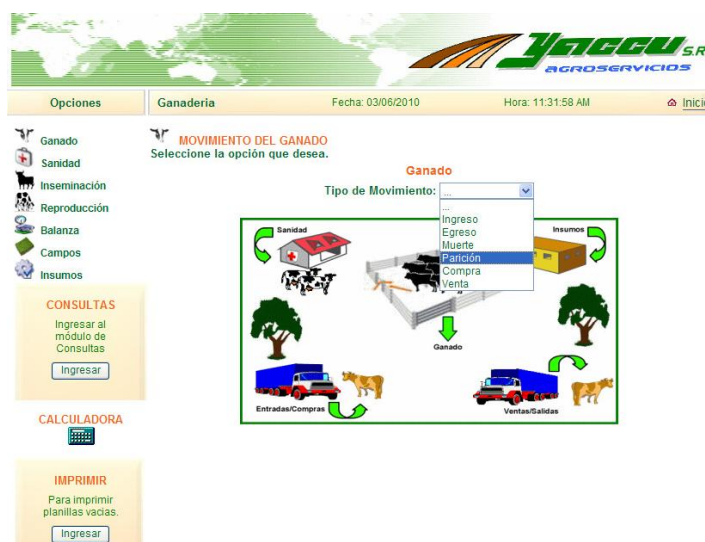 Yaccu S.R
AGROSERVICIOS
Opciones
Ganaderia
Fecha: 03/06/2010
Hora: 11:31:58 AM
Inici
Ganado
Sanidad
Inseminación
Reproducción
Balanza
Campos
Insumos
CONSULTAS
Ingresar al
módulo de
Consultas
Ingresar
CALCULADORA
IMPRIMIR
Para imprimir
planillas vacias.
Ingresar
MOVIMIENTO DEL GANADO
Seleccione la opción que desea.
Ganado
Tipo de Movimiento: ...
...
Ingreso
Egreso
Muerte
Parición
Compra
Venta
Sanidad
Insumos
Ganado
Entradas/Compras
Ventas/Salidas